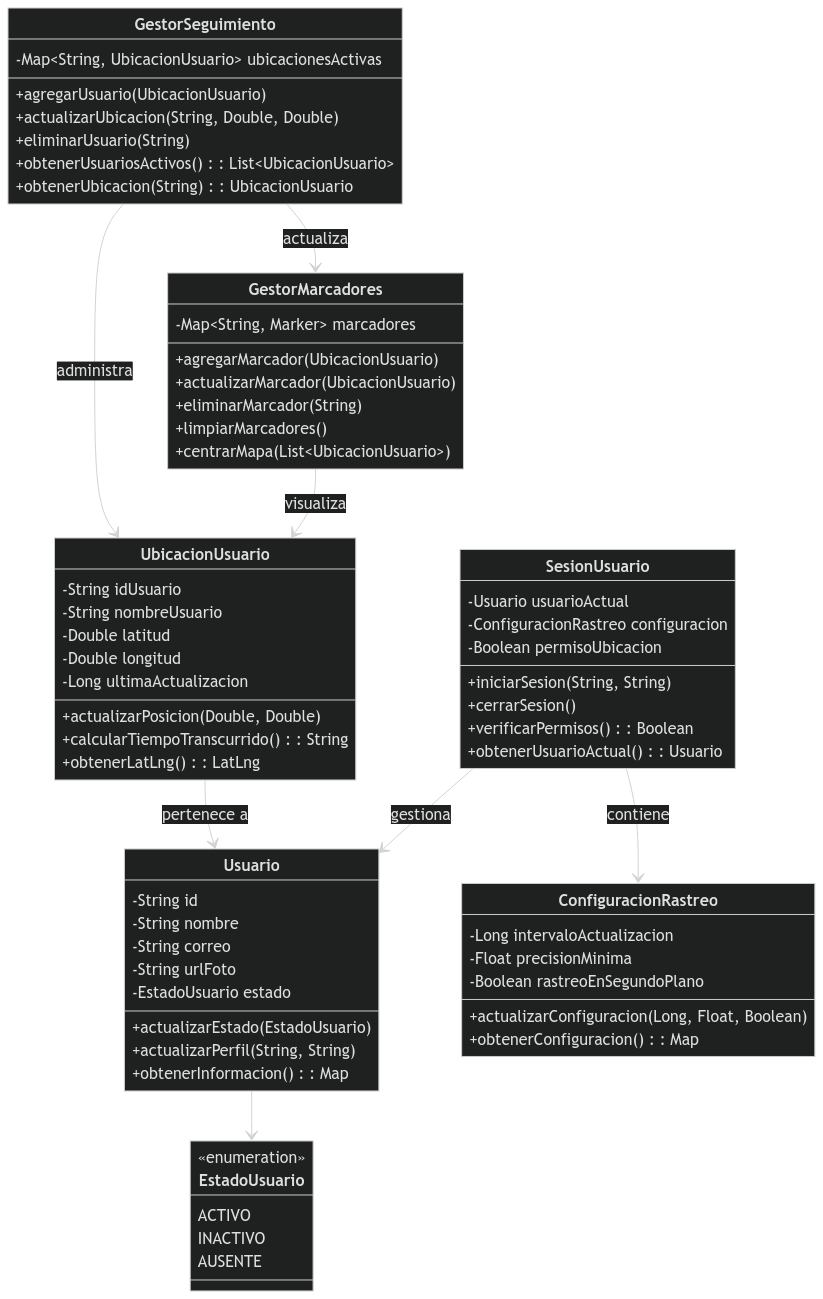 GestorSeguimiento
-Map<String, UbicacionUsuario> ubicacionesActivas
+agregarUsuario(UbicacionUsuario)
+actualizarUbicacion(String, Double, Double)
+eliminarUsuario(String)
+obtenerUsuariosActivos() : : List<UbicacionUsuario>
+obtenerUbicacion(String) : : UbicacionUsuario
actualiza
GestorMarcadores
-Map<String, Marker> marcadores
+agregarMarcador(UbicacionUsuario)
+actualizarMarcador(UbicacionUsuario)
+eliminarMarcador(String)
+limpiarMarcadores()
+centrarMapa(List<UbicacionUsuario>)
administra
visualiza
UbicacionUsuario
-String idUsuario
-String nombreUsuario
-Double latitud
-Double longitud
-Long ultimaActualizacion
+actualizarPosicion(Double, Double)
+calcularTiempoTranscurrido() : : String
+obtenerLatLng() : : LatLng
SesionUsuario
-Usuario usuarioActual
-ConfiguracionRastreo configuracion
-Boolean permisoUbicacion
+iniciarSesion(String, String)
+cerrarSesion()
+verificarPermisos() : : Boolean
+obtenerUsuarioActual() : : Usuario
pertenece a
gestiona
contiene
Usuario
-String id
-String nombre
-String correo
-String urlFoto
-EstadoUsuario estado
+actualizarEstado(EstadoUsuario)
+actualizarPerfil(String, String)
+obtenerInformacion() : : Map
ConfiguracionRastreo
-Long intervaloActualizacion
-Float precisionMinima
-Boolean rastreoEnSegundoPlano
+actualizarConfiguracion(Long, Float, Boolean)
+obtenerConfiguracion() : : Map
«enumeration»
EstadoUsuario
ACTIVO
INACTIVO
AUSENTE